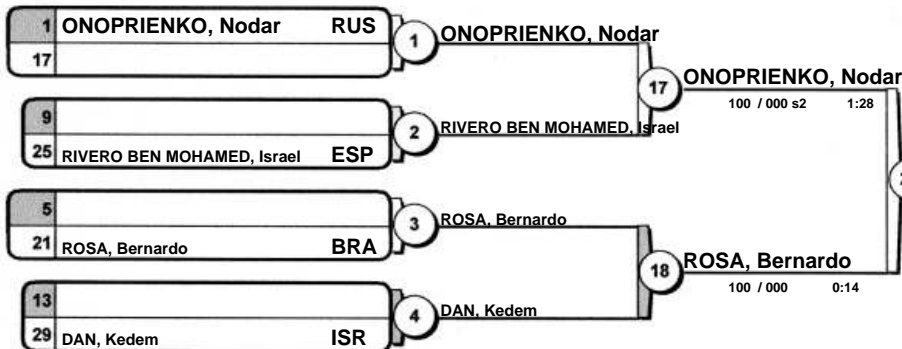 1 ONOPRIENKO, Nodar RUS
17
1
ONOPRIENKO, Nodar
9
25 RIVERO BEN MOHAMED, Israel ESP
2
RIVERO BEN MOHAMED, Israel
17
ONOPRIENKO, Nodar
100 / 000 s2 1:28
5
21 ROSA, Bernardo BRA
3
ROSA, Bernardo
13
29 DAN, Kedem ISR
4
DAN, Kedem
18
ROSA, Bernardo
100 / 000 0:14